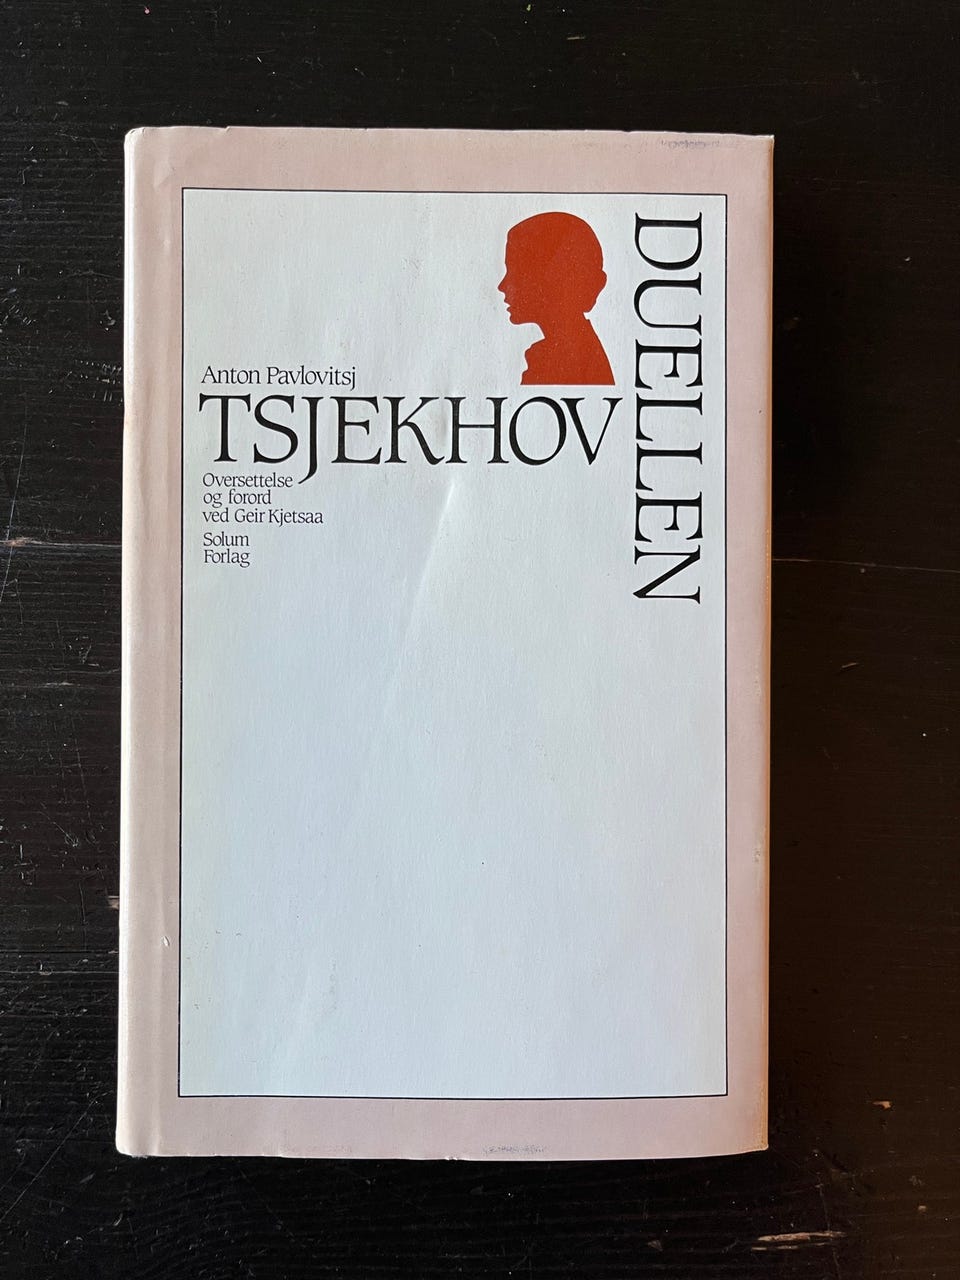 Anton Pavlovitsj
TSJEKHOV
DUELLEN
Oversettelse
og forord
ved Geir Kjetsaa
Solum
Forlag